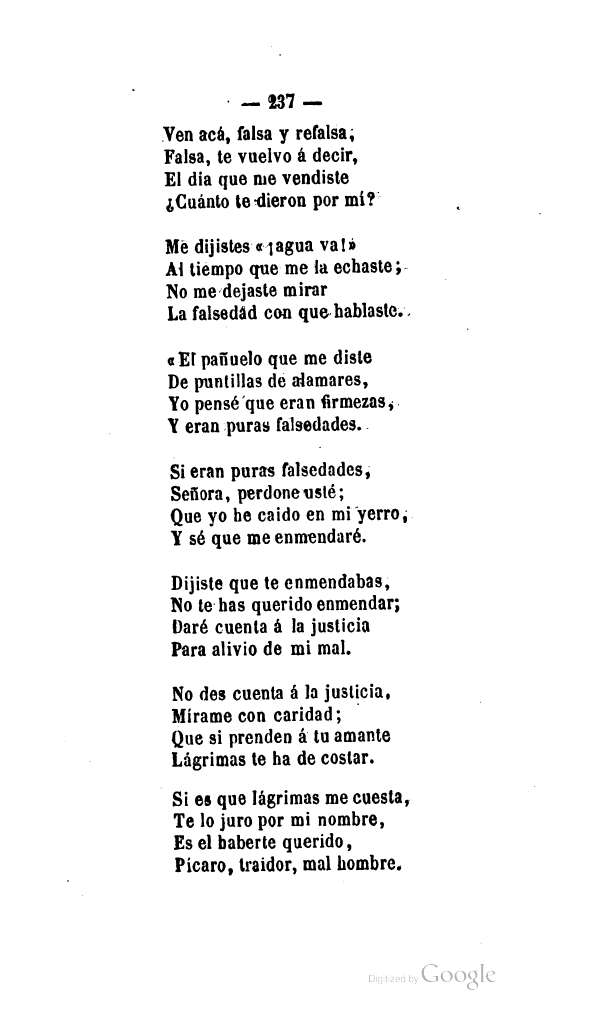 — 237 —
Ven acá, falsa y refalsa;
Falsa, te vuelvo á decir,
El dia que me vendiste
¿Cuánto te dieron por mí?
Me dijistes «¡agua va!»
Al tiempo que me la echaste;
No me dejaste mirar
La falsedád con que hablaste.
«El pañuelo que me diste
De puntillas de alamares,
Yo pensé que eran firmezas,
Y eran puras falsedades.
Si eran puras falsedades,
Señora, perdone usté;
Que yo he caido en mi yerro,
Y sé que me enmendaré.
Dijiste que te enmendabas,
No te has querido enmendar;
Daré cuenta á la justicia
Para alivio de mi mal.
No des cuenta á la justicia,
Mírame con caridad;
Que si prenden á tu amante
Lágrimas te ha de costar.
Si es que lágrimas me cuesta,
Te lo juro por mi nombre,
Es el haberte querido,
Pícaro, traidor, mal hombre.
Digitized by Google